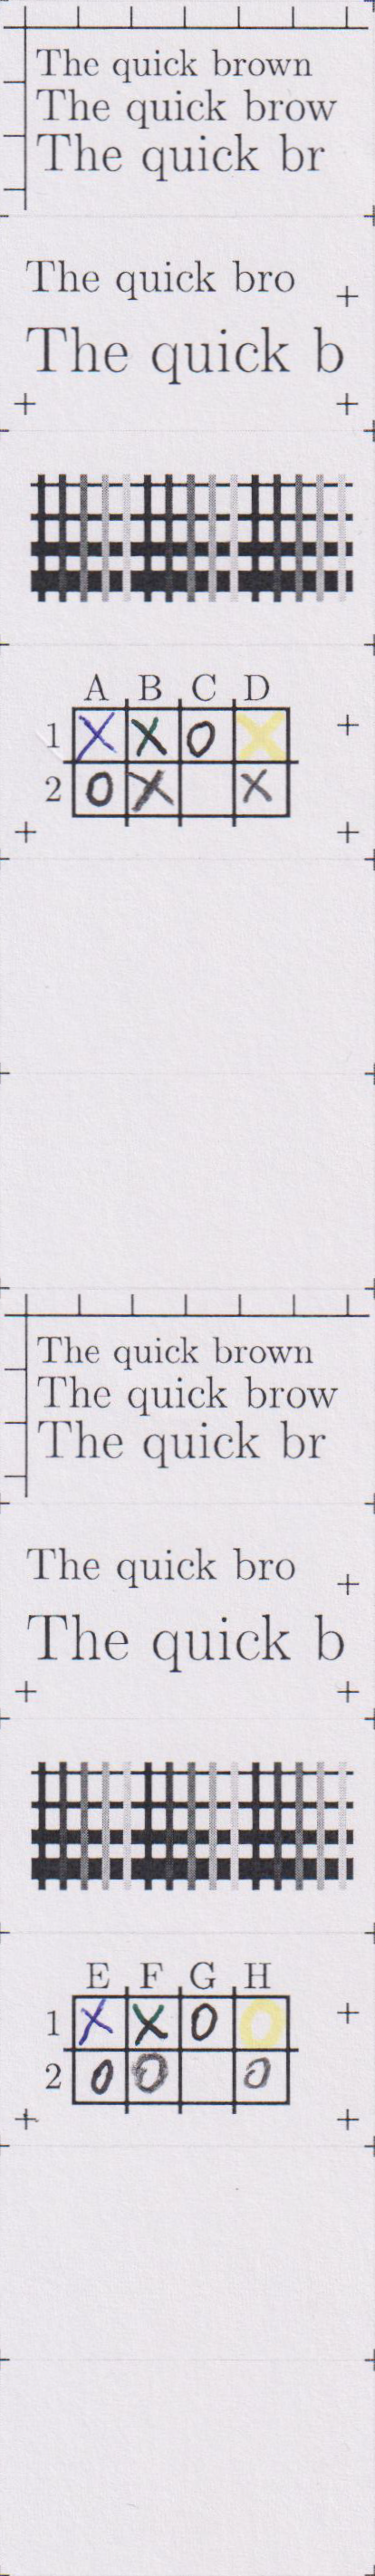 The quick brown
The quick brow
The quick br
The quick bro
The quick b
A B C D
1 X X O X
2 O X X
The quick brown
The quick brow
The quick br
The quick bro
The quick b
E F G H
1 X X O O
2 O O O